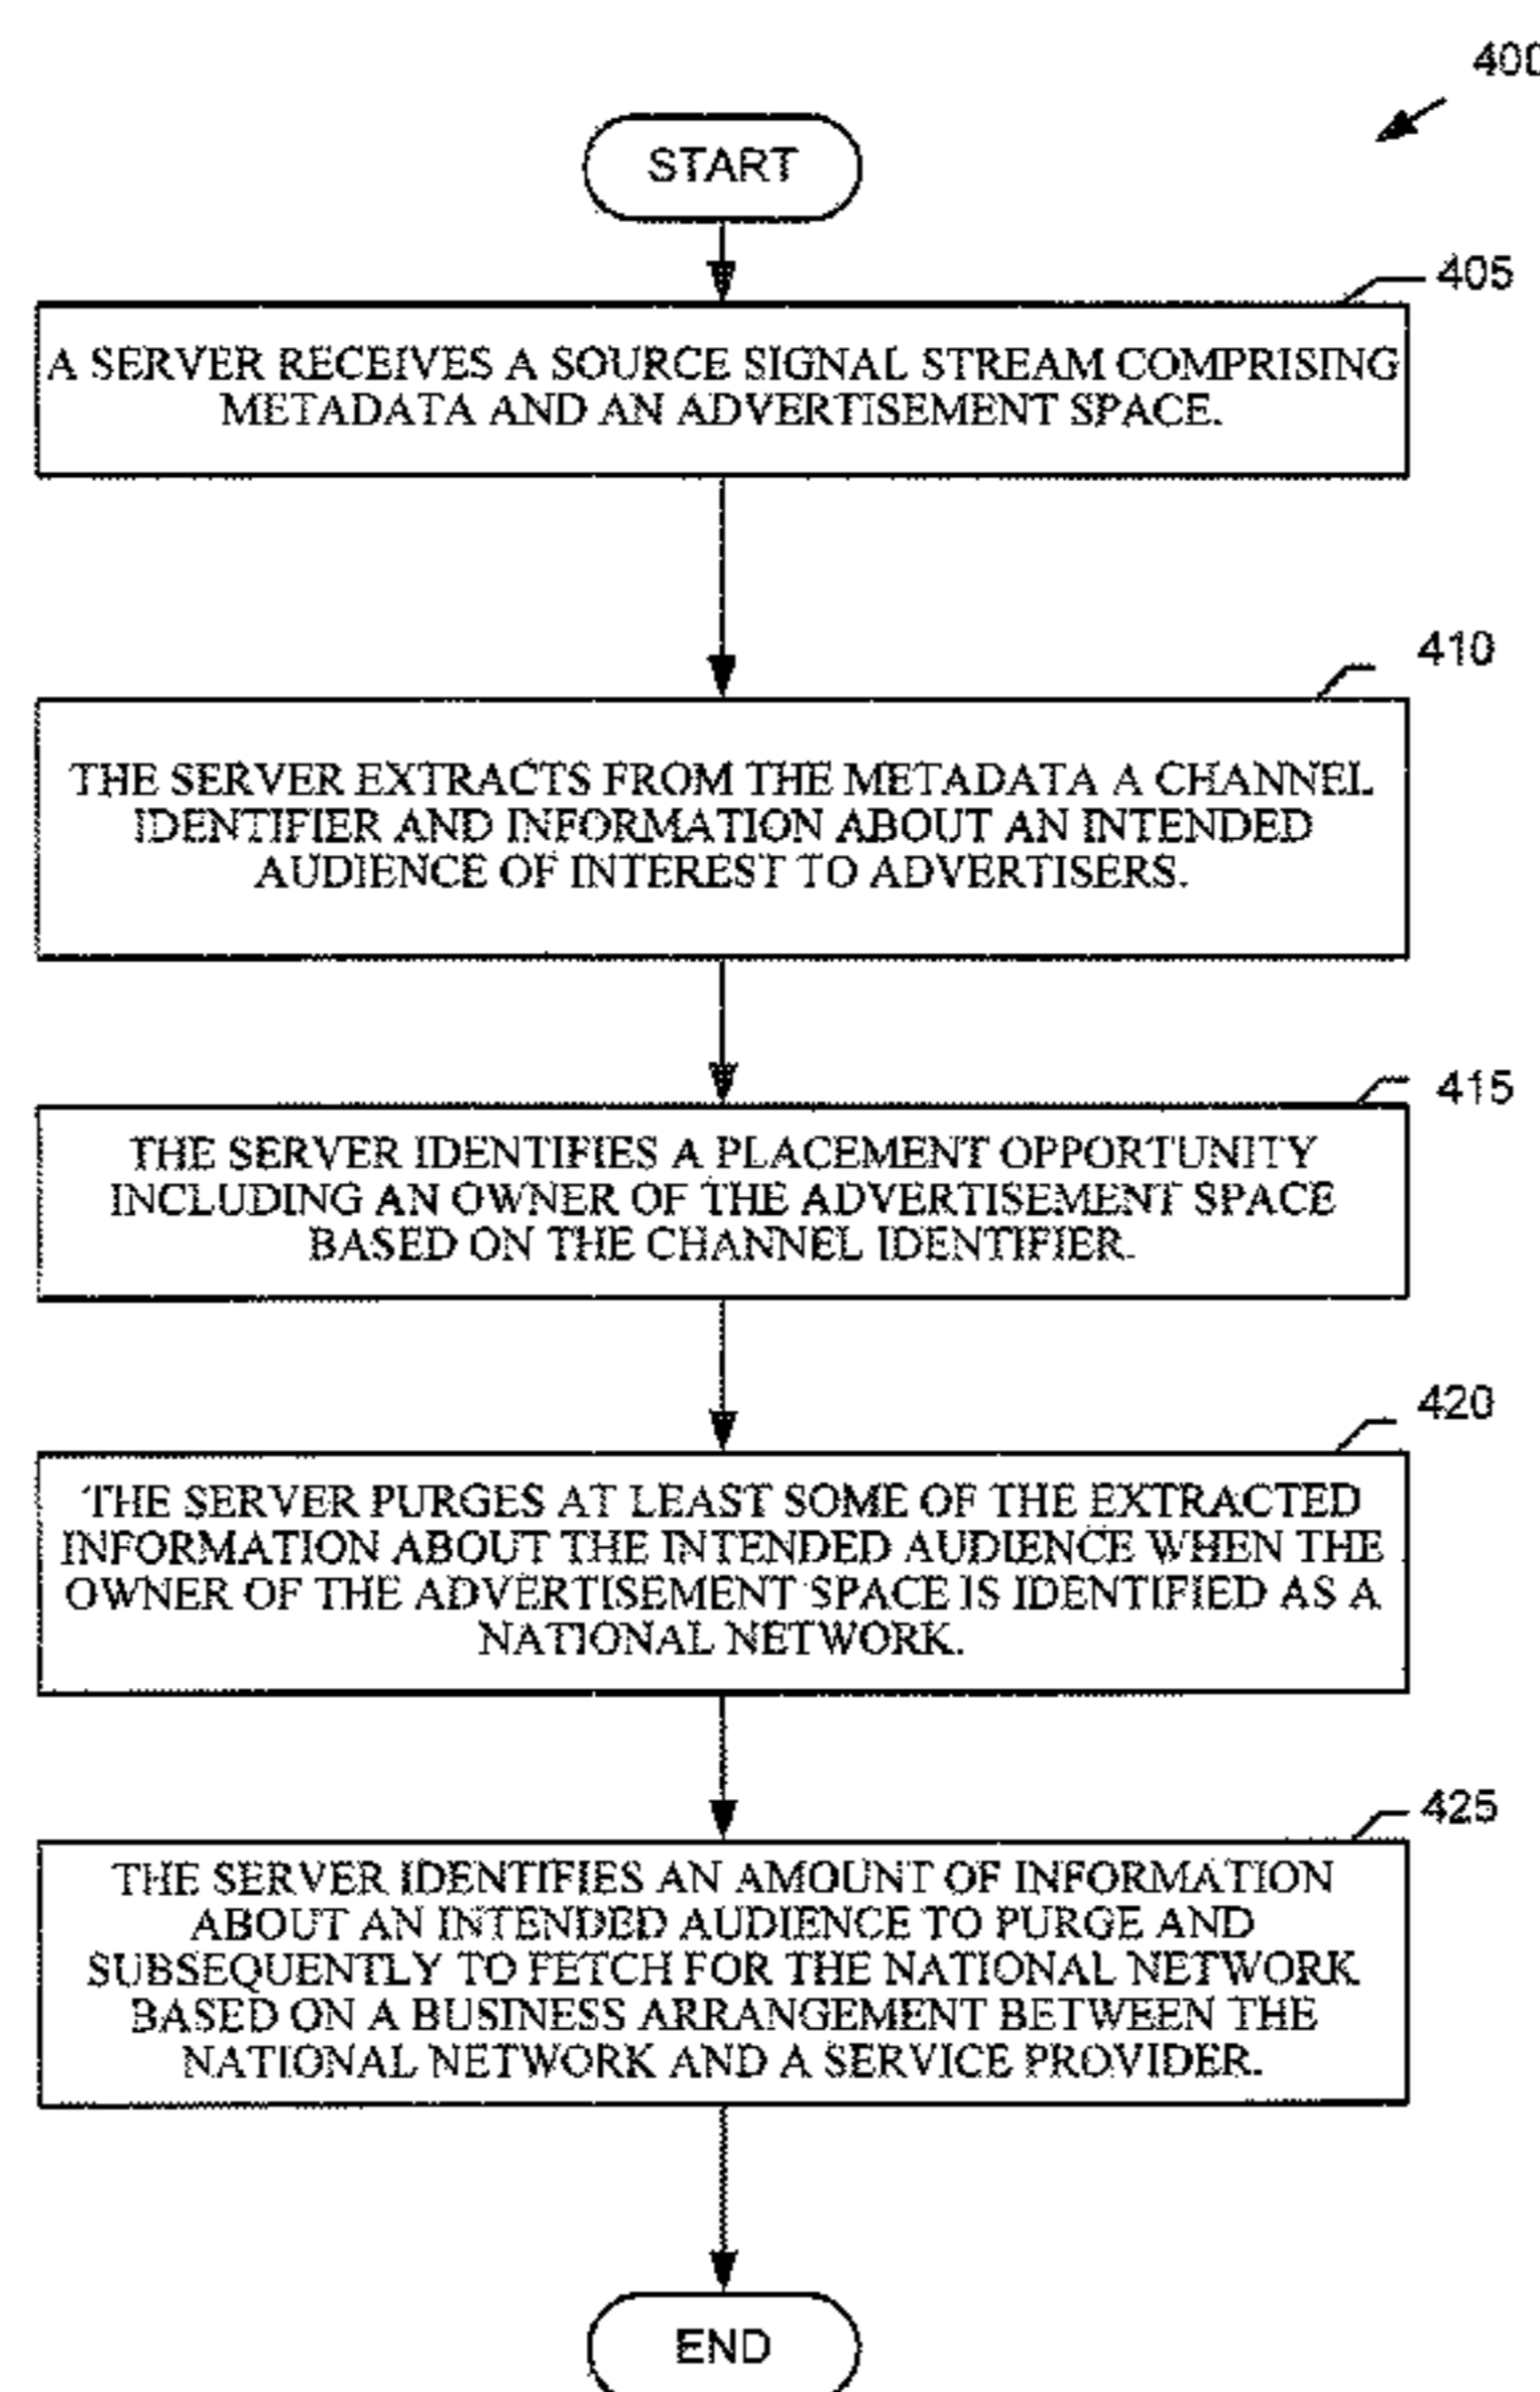 400
START
405
A SERVER RECEIVES A SOURCE SIGNAL STREAM COMPRISING
METADATA AND AN ADVERTISEMENT SPACE.
410
THE SERVER EXTRACTS FROM THE METADATA A CHANNEL
IDENTIFIER AND INFORMATION ABOUT AN INTENDED
AUDIENCE OF INTEREST TO ADVERTISERS.
415
THE SERVER IDENTIFIES A PLACEMENT OPPORTUNITY
INCLUDING AN OWNER OF THE ADVERTISEMENT SPACE
BASED ON THE CHANNEL IDENTIFIER.
420
THE SERVER PURGES AT LEAST SOME OF THE EXTRACTED
INFORMATION ABOUT THE INTENDED AUDIENCE WHEN THE
OWNER OF THE ADVERTISEMENT SPACE IS IDENTIFIED AS A
NATIONAL NETWORK.
425
THE SERVER IDENTIFIES AN AMOUNT OF INFORMATION
ABOUT AN INTENDED AUDIENCE TO PURGE AND
SUBSEQUENTLY TO FETCH FOR THE NATIONAL NETWORK
BASED ON A BUSINESS ARRANGEMENT BETWEEN THE
NATIONAL NETWORK AND A SERVICE PROVIDER.
END